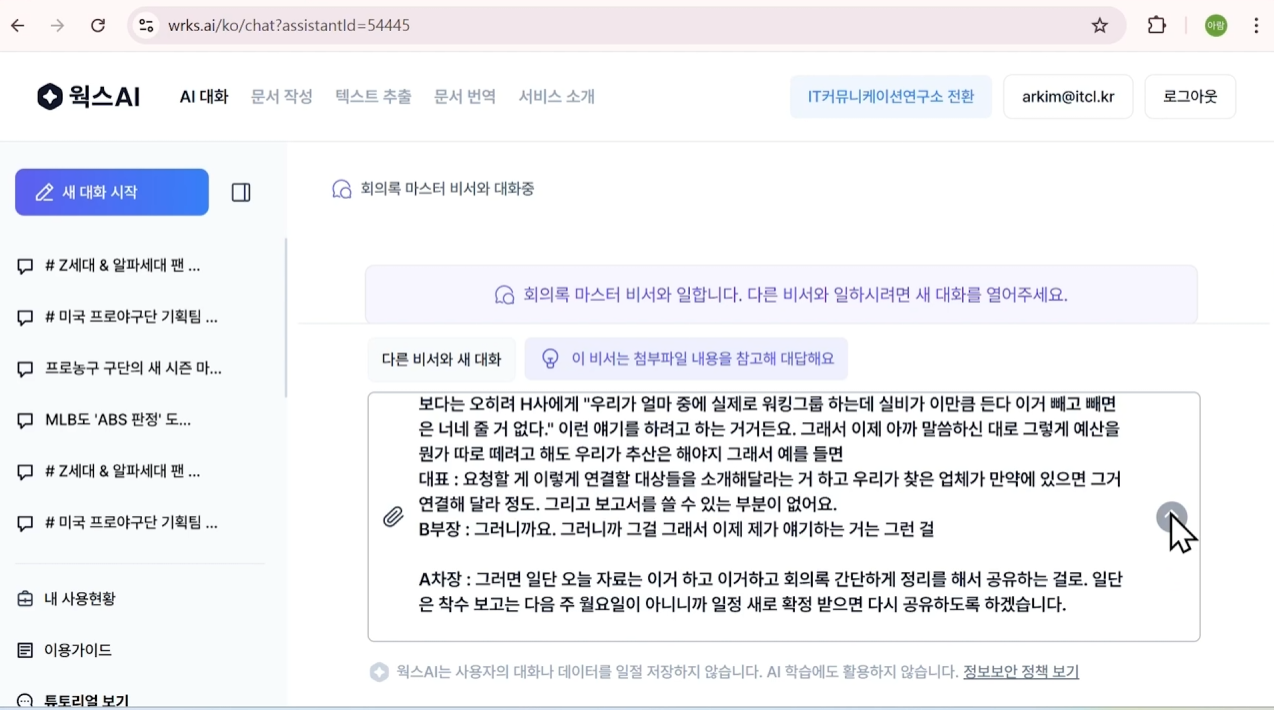 wrks.ai/ko/chat?assistantId=54445
아람
웍스AI
AI 대화
문서 작성
텍스트 추출
문서 번역
서비스 소개
IT커뮤니케이션연구소 전환
arkim@itcl.kr
로그아웃
새 대화 시작
회의록 마스터 비서와 대화중
# Z세대 & 알파세대 팬 ...
# 미국 프로야구단 기획팀 ...
프로농구 구단의 새 시즌 마...
MLB도 'ABS 판정' 도...
# Z세대 & 알파세대 팬 ...
# 미국 프로야구단 기획팀 ...
내 사용현황
이용가이드
튜토리얼 보기
회의록 마스터 비서와 일합니다. 다른 비서와 일하시려면 새 대화를 열어주세요.
다른 비서와 새 대화
이 비서는 첨부파일 내용을 참고해 대답해요
보다는 오히려 H사에게 "우리가 얼마 중에 실제로 워킹그룹 하는데 실비가 이만큼 든다 이거 빼고 빼면
은 너네 줄 거 없다." 이런 얘기를 하려고 하는 거거든요. 그래서 이제 아까 말씀하신 대로 그렇게 예산을
뭔가 따로 떼려고 해도 우리가 추산은 해야지 그래서 예를 들면
대표 : 요청할 게 이렇게 연결할 대상들을 소개해달라는 거 하고 우리가 찾은 업체가 만약에 있으면 그거
연결해 달라 정도. 그리고 보고서를 쓸 수 있는 부분이 없어요.
B부장 : 그러니까요. 그러니까 그걸 그래서 이제 제가 얘기하는 거는 그런 걸
A차장 : 그러면 일단 오늘 자료는 이거 하고 이거하고 회의록 간단하게 정리를 해서 공유하는 걸로. 일단
은 착수 보고는 다음 주 월요일이 아니니까 일정 새로 확정 받으면 다시 공유하도록 하겠습니다.
웍스AI는 사용자의 대화나 데이터를 일절 저장하지 않습니다. AI 학습에도 활용하지 않습니다. 정보보안 정책 보기